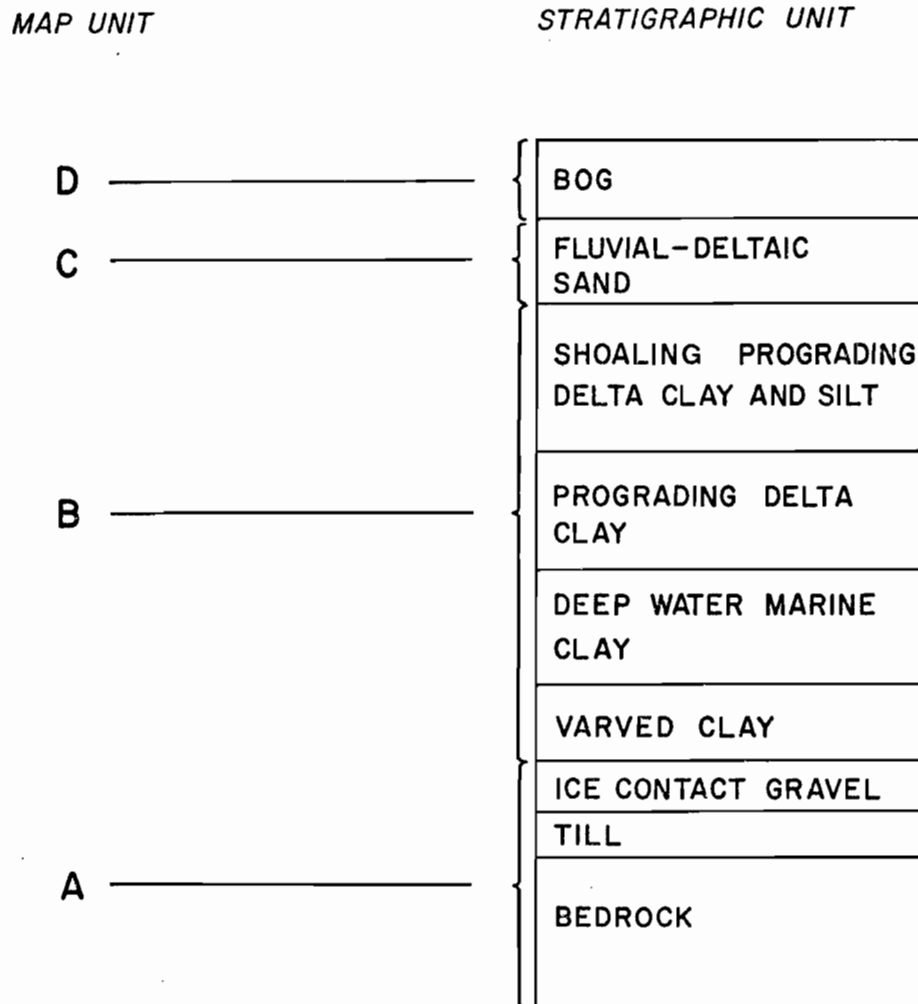 MAP UNIT
STRATIGRAPHIC UNIT
D
BOG
C
FLUVIAL-DELTAIC
SAND
SHOALING PROGRADING
DELTA CLAY AND SILT
B
PROGRADING DELTA
CLAY
DEEP WATER MARINE
CLAY
VARVED CLAY
ICE CONTACT GRAVEL
TILL
A
BEDROCK